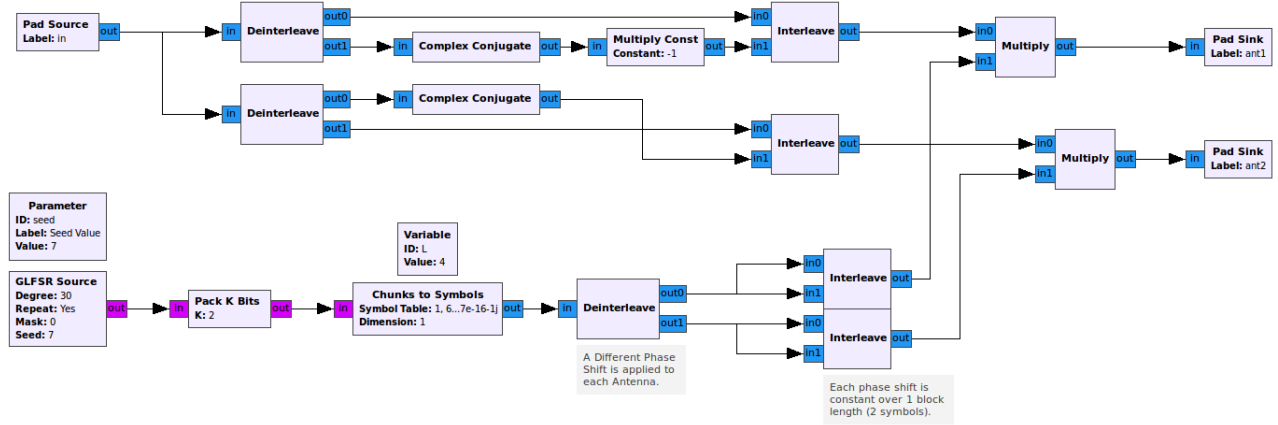 Pad Source
Label: in
out
in
Deinterleave
out0
out1
in
Complex Conjugate
out
in
Multiply Const
Constant: -1
out
in0
in1
Interleave
out
in0
in1
Multiply
out
in
Pad Sink
Label: ant1
in
Deinterleave
out0
out1
in
Complex Conjugate
out
in0
in1
Interleave
out
in0
in1
Multiply
out
in
Pad Sink
Label: ant2
Parameter
ID: seed
Label: Seed Value
Value: 7
Variable
ID: L
Value: 4
GLFSR Source
Degree: 30
Repeat: Yes
Mask: 0
Seed: 7
out
in
Pack K Bits
K: 2
out
in
Chunks to Symbols
Symbol Table: 1, 6...7e-16-1j
Dimension: 1
out
in
Deinterleave
out0
out1
in0
in1
Interleave
out
in0
in1
Interleave
out
A Different Phase
Shift is applied to
each Antenna.
Each phase shift is
constant over 1 block
length (2 symbols).